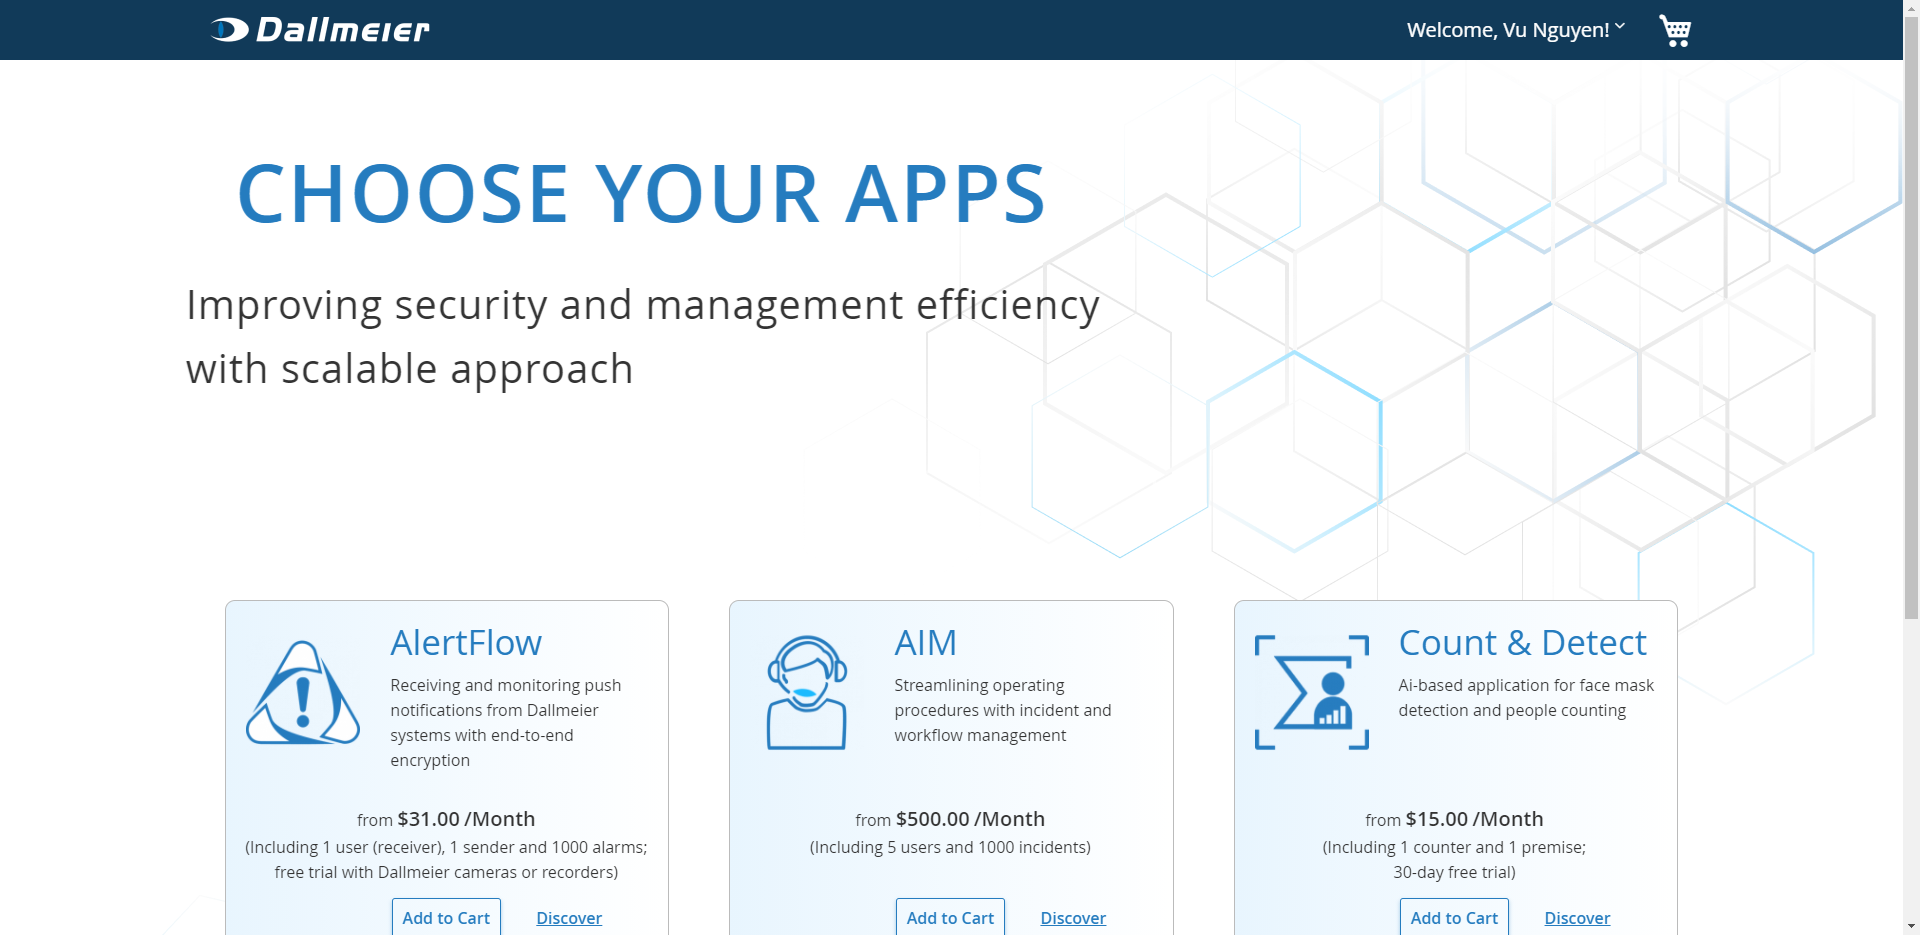 Dallmeier
Welcome, Vu Nguyen!
CHOOSE YOUR APPS
Improving security and management efficiency
with scalable approach
AlertFlow
Receiving and monitoring push
notifications from Dallmeier
systems with end-to-end
encryption
from $31.00 /Month
(Including 1 user (receiver), 1 sender and 1000 alarms;
free trial with Dallmeier cameras or recorders)
Add to Cart
Discover
AIM
Streamlining operating
procedures with incident and
workflow management
from $500.00 /Month
(Including 5 users and 1000 incidents)
Add to Cart
Discover
Count & Detect
Ai-based application for face mask
detection and people counting
from $15.00 /Month
(Including 1 counter and 1 premise;
30-day free trial)
Add to Cart
Discover